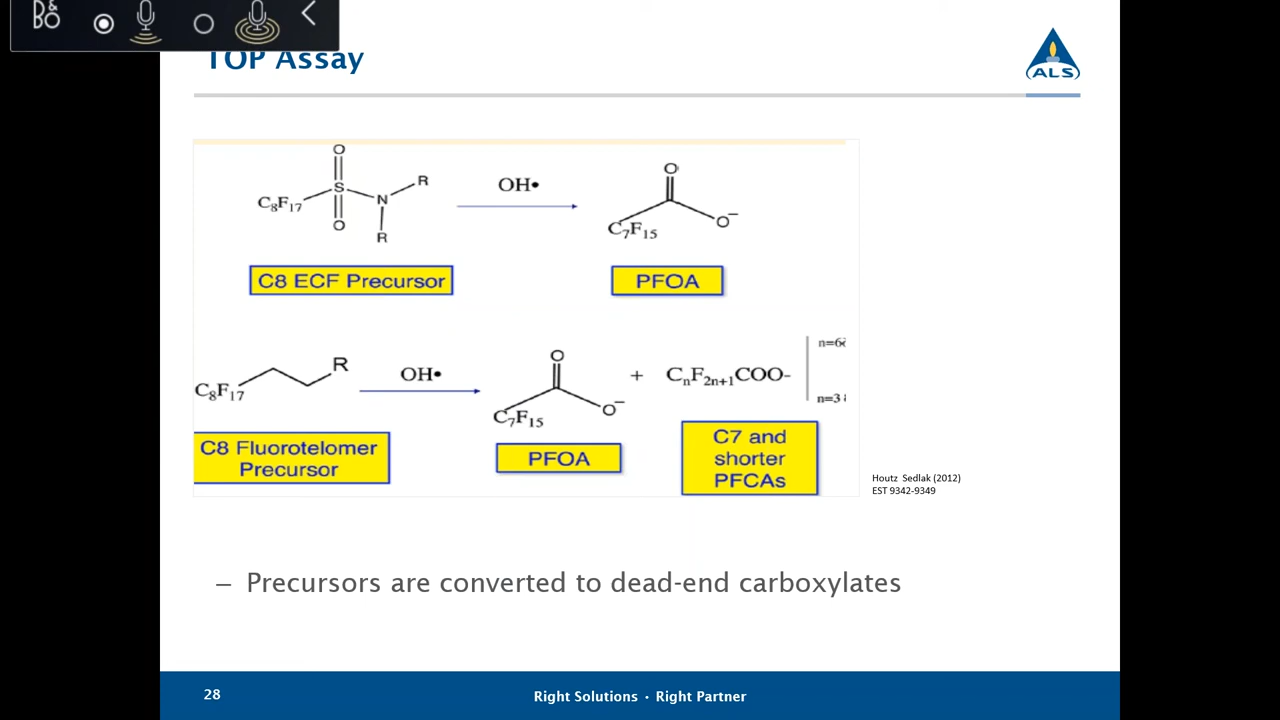 B&O
TOP Assay
ALS
O
S
N
R
C₈F₁₇
O
R
OH•
O
C₇F₁₅
O⁻
C8 ECF Precursor
PFOA
R
C₈F₁₇
OH•
O
C₇F₁₅
O⁻
+
CₙF₂ₙ₊₁COO-
n=6
n=3
C8 Fluorotelomer
Precursor
PFOA
C7 and
shorter
PFCAs
Houtz Sedlak (2012)
EST 9342-9349
– Precursors are converted to dead-end carboxylates
28
Right Solutions • Right Partner